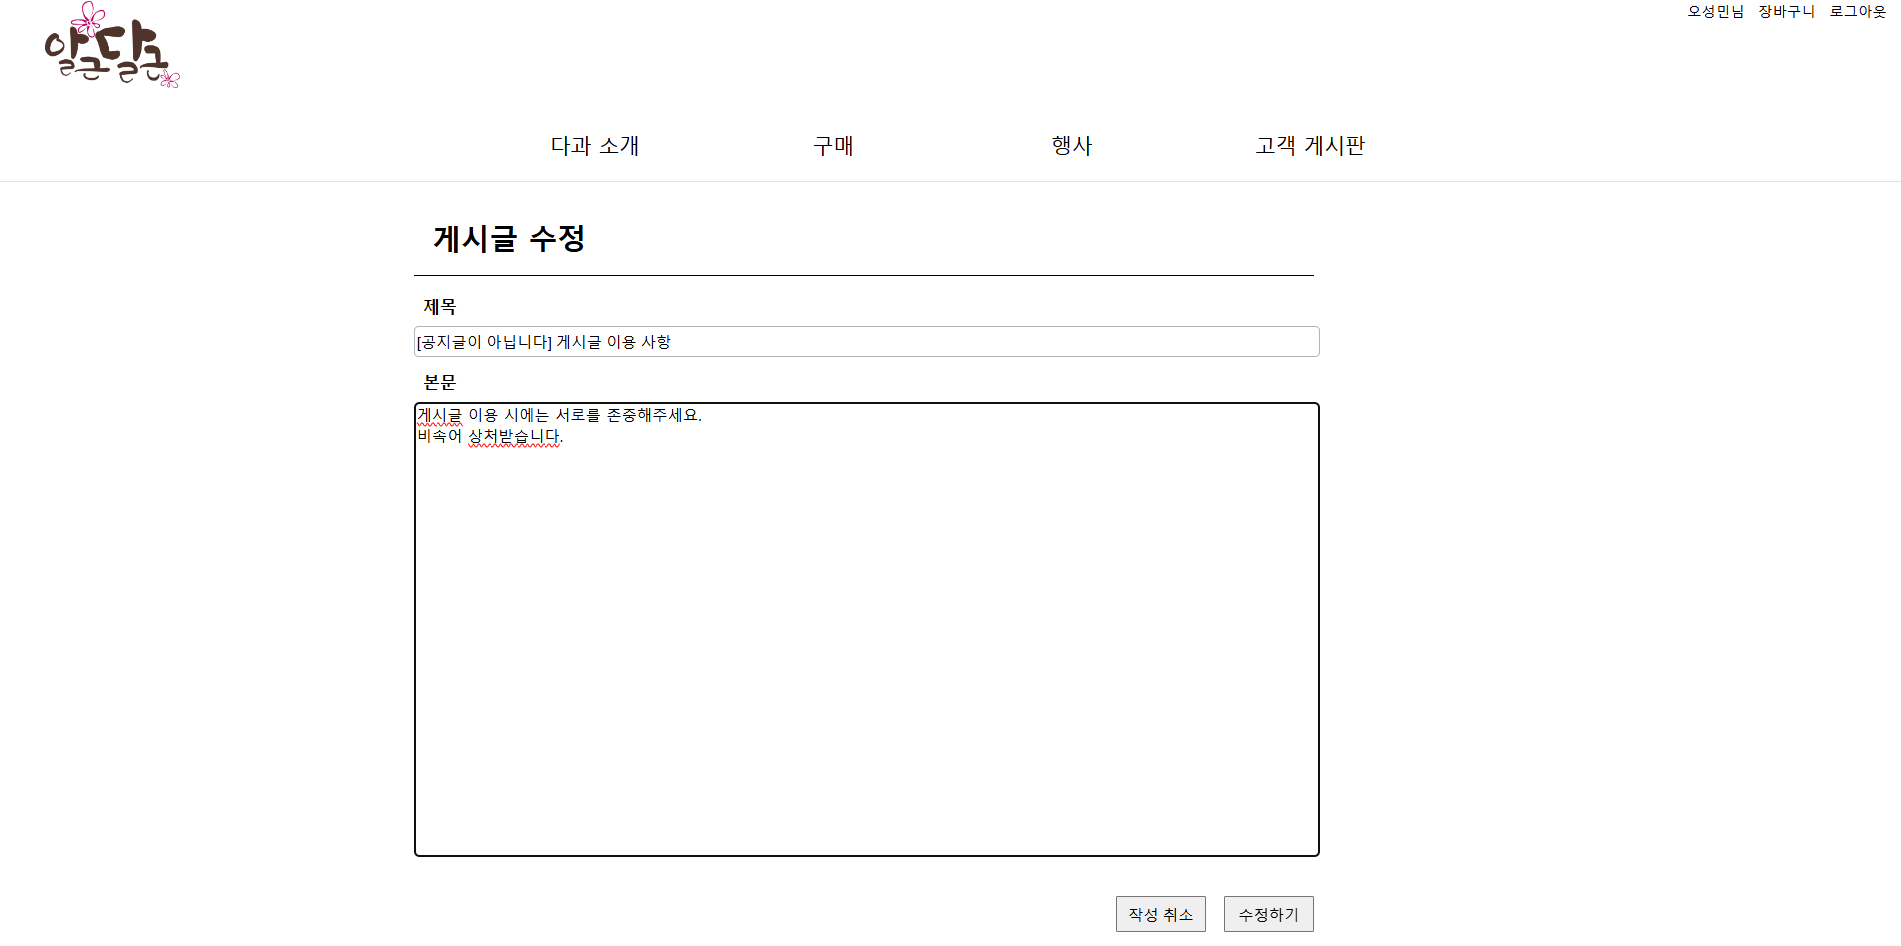 알근달근
오성민님 장바구니 로그아웃
다과 소개 구매 행사 고객 게시판
게시글 수정
제목
[공지글이 아닙니다] 게시글 이용 사항
본문
게시글 이용 시에는 서로를 존중해주세요.
비속어 상처받습니다.
작성 취소 수정하기